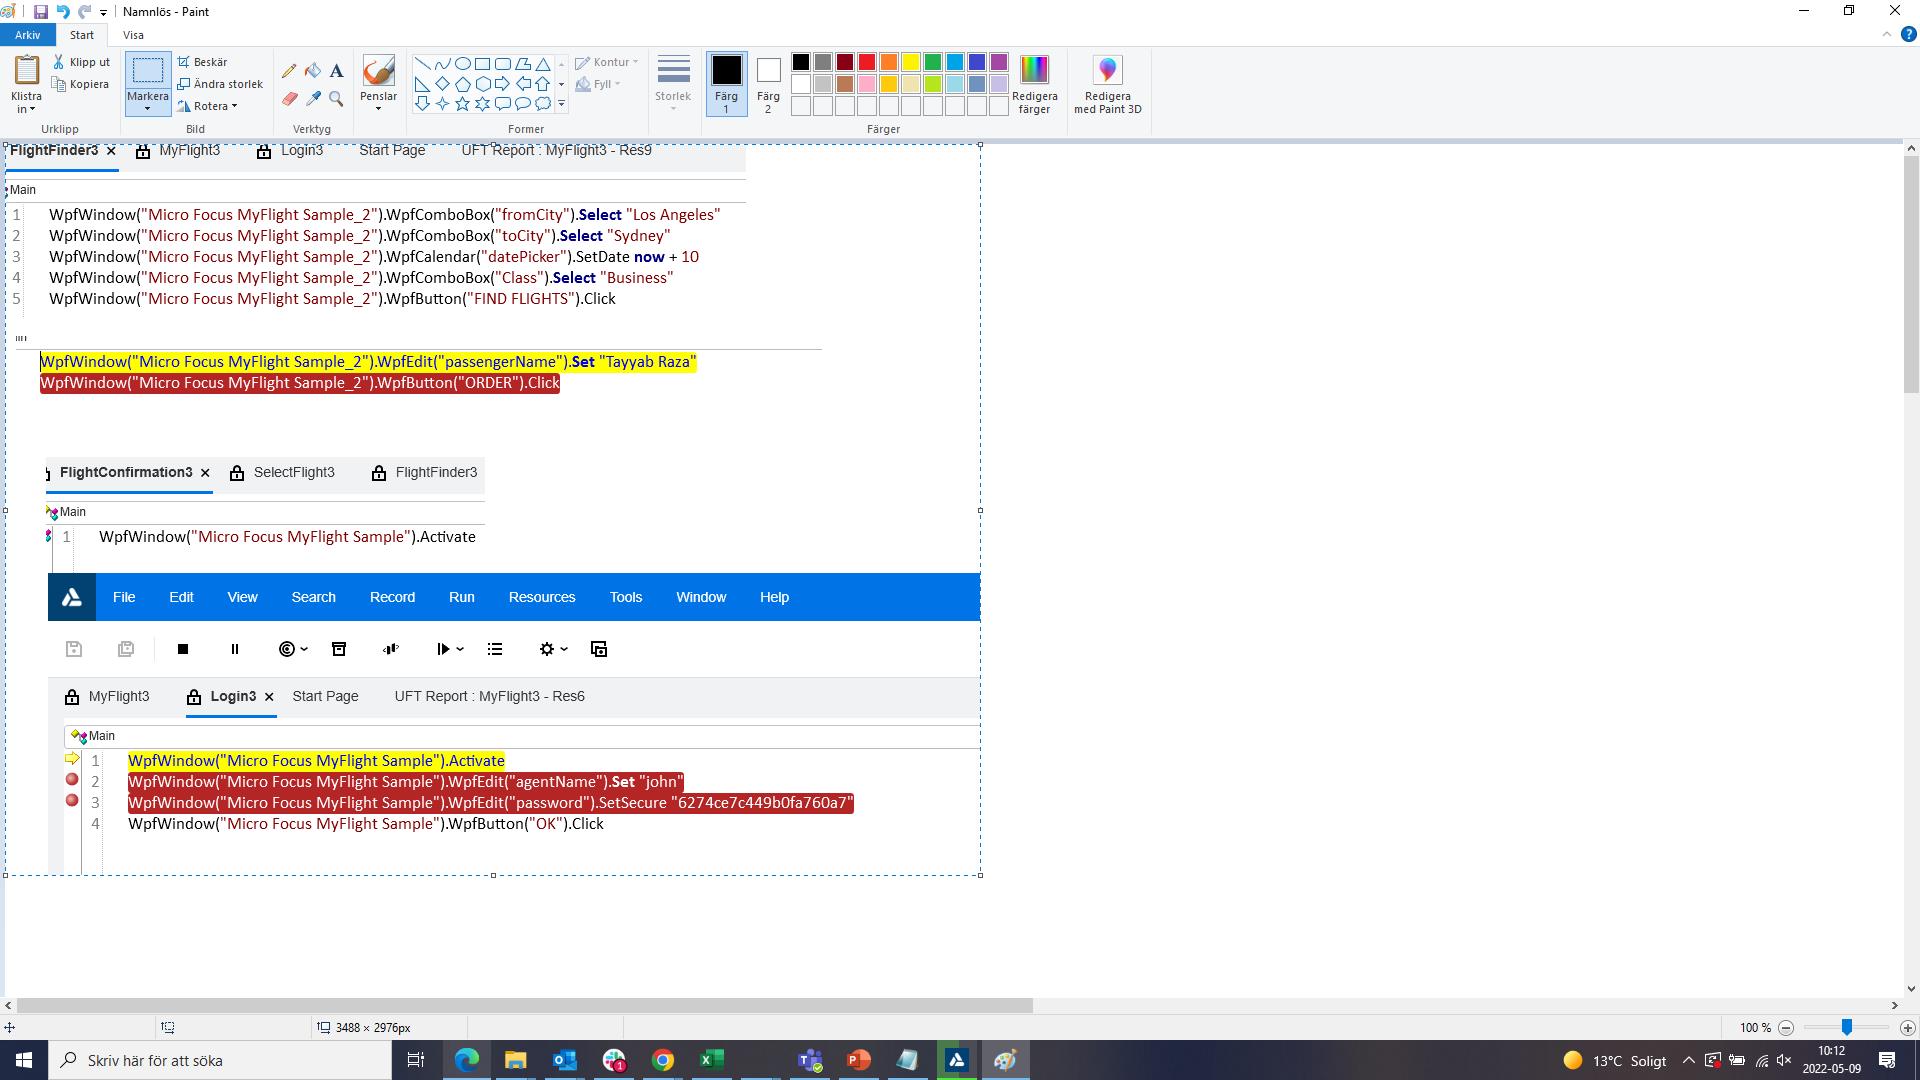 Namnlös - Paint
Arkiv Start Visa
Klistra in
Klipp ut
Kopiera
Urklipp
Markera
Beskär
Ändra storlek
Rotera
Bild
A
Verktyg
Penslar
Kontur
Fyll
Former
Storlek
Färg 1
Färg 2
Redigera färger
Färger
Redigera med Paint 3D
?
FlightFinder3 MyFlight3 Login3 Start Page UFT Report : MyFlight3 - Res9
Main
1 WpfWindow("Micro Focus MyFlight Sample_2").WpfComboBox("fromCity").Select "Los Angeles"
2 WpfWindow("Micro Focus MyFlight Sample_2").WpfComboBox("toCity").Select "Sydney"
3 WpfWindow("Micro Focus MyFlight Sample_2").WpfCalendar("datePicker").SetDate now + 10
4 WpfWindow("Micro Focus MyFlight Sample_2").WpfComboBox("Class").Select "Business"
5 WpfWindow("Micro Focus MyFlight Sample_2").WpfButton("FIND FLIGHTS").Click
WpfWindow("Micro Focus MyFlight Sample_2").WpfEdit("passengerName").Set "Tayyab Raza"
WpfWindow("Micro Focus MyFlight Sample_2").WpfButton("ORDER").Click
FlightConfirmation3 SelectFlight3 FlightFinder3
Main
1 WpfWindow("Micro Focus MyFlight Sample").Activate
File Edit View Search Record Run Resources Tools Window Help
MyFlight3 Login3 Start Page UFT Report : MyFlight3 - Res6
Main
1 WpfWindow("Micro Focus MyFlight Sample").Activate
2 WpfWindow("Micro Focus MyFlight Sample").WpfEdit("agentName").Set "john"
3 WpfWindow("Micro Focus MyFlight Sample").WpfEdit("password").SetSecure "6274ce7c449b0fa760a7"
4 WpfWindow("Micro Focus MyFlight Sample").WpfButton("OK").Click
3488 × 2976px
100 %
Skriv här för att söka
13°C Soligt
10:12
2022-05-09